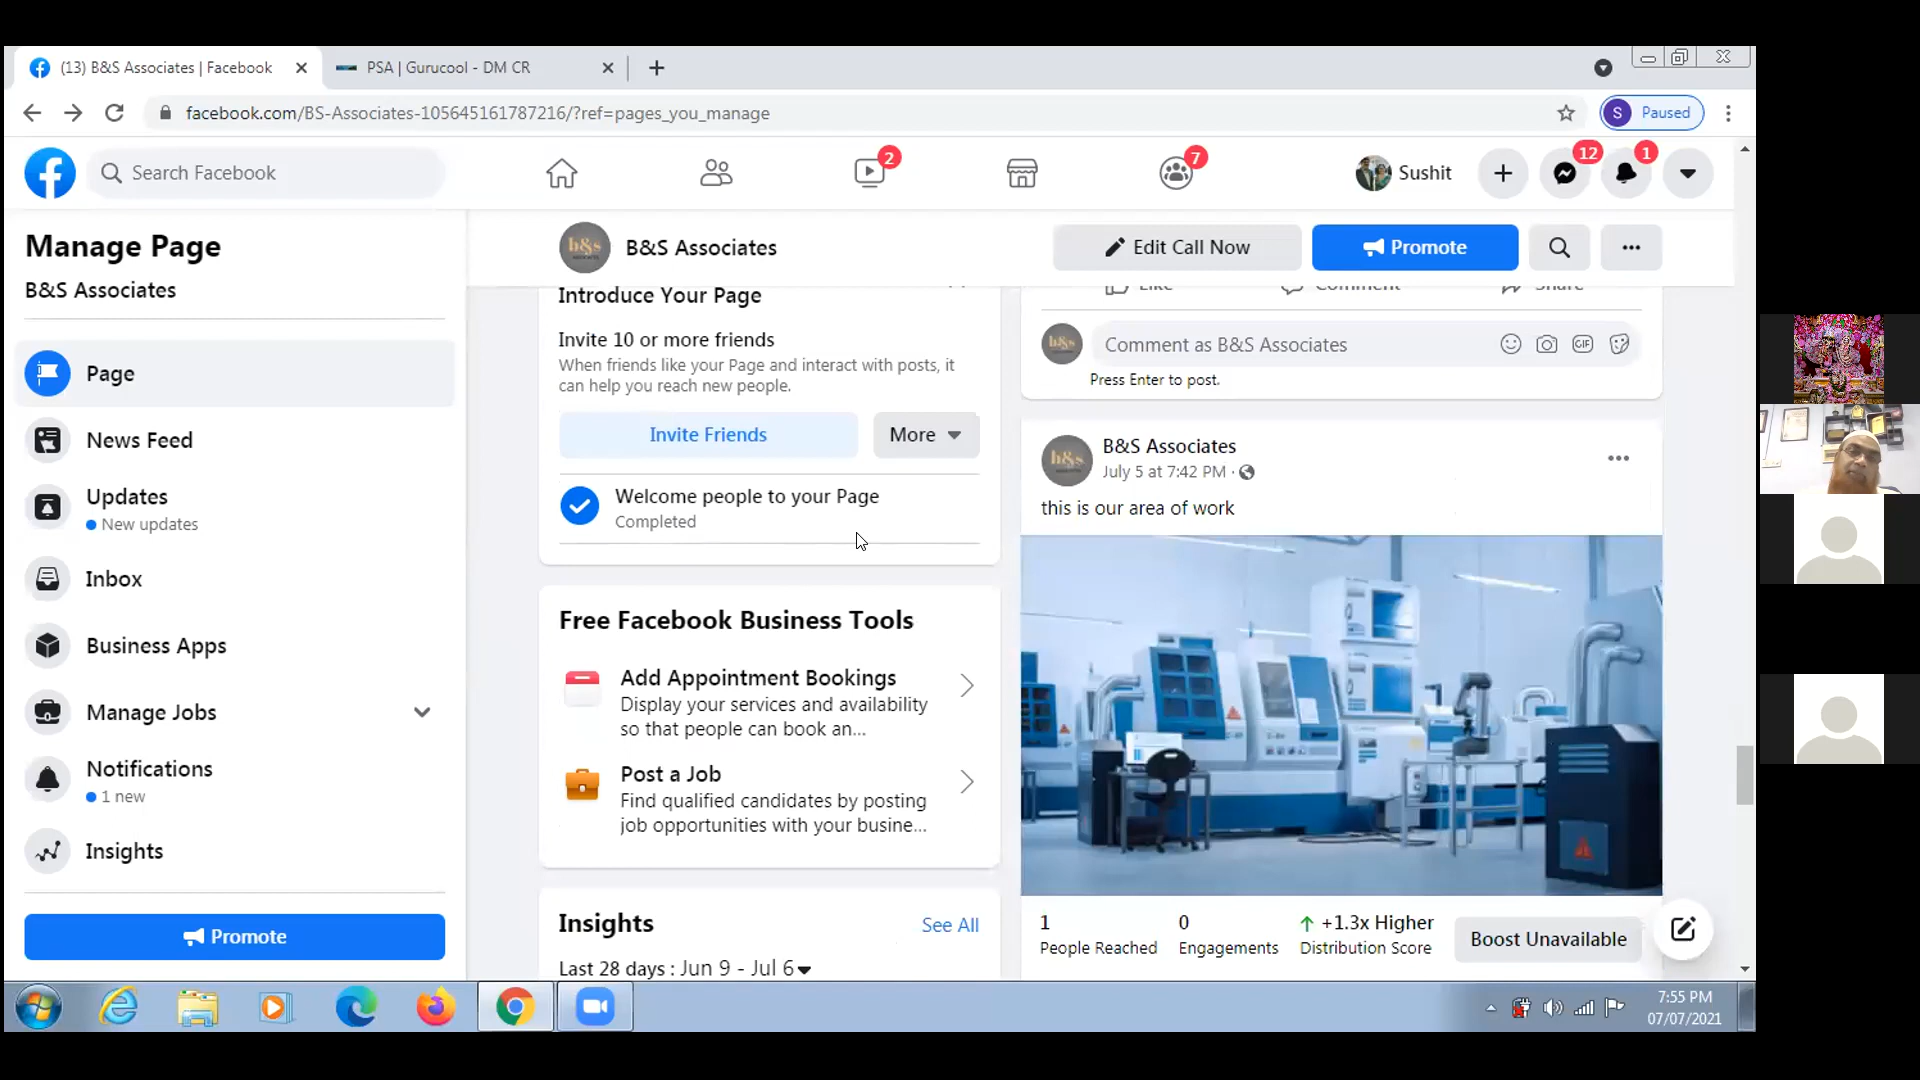 (13) B&S Associates | Facebook
PSA | Gurucool - DM CR
facebook.com/BS-Associates-105645161787216/?ref=pages_you_manage
S Paused
Search Facebook
2
7
Sushit
12
1
Manage Page
B&S Associates
Page
News Feed
Updates
New updates
Inbox
Business Apps
Manage Jobs
Notifications
1 new
Insights
Promote
b&s
B&S Associates
Edit Call Now
Promote
Introduce Your Page
Invite 10 or more friends
When friends like your Page and interact with posts, it
can help you reach new people.
Invite Friends
More
Welcome people to your Page
Completed
Free Facebook Business Tools
Add Appointment Bookings
Display your services and availability
so that people can book an...
Post a Job
Find qualified candidates by posting
job opportunities with your busine...
Insights
See All
Last 28 days : Jun 9 - Jul 6
Like
Comment
Share
b&s
Comment as B&S Associates
GIF
Press Enter to post.
b&s
B&S Associates
July 5 at 7:42 PM ·
this is our area of work
1
People Reached
0
Engagements
+1.3x Higher
Distribution Score
Boost Unavailable
7:55 PM
07/07/2021